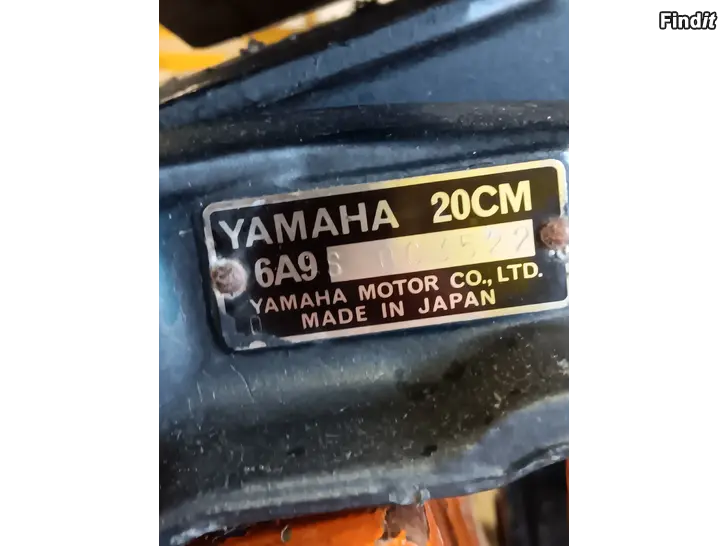 Findit
YAMAHA 20CM
6A9 S
YAMAHA MOTOR CO., LTD.
MADE IN JAPAN